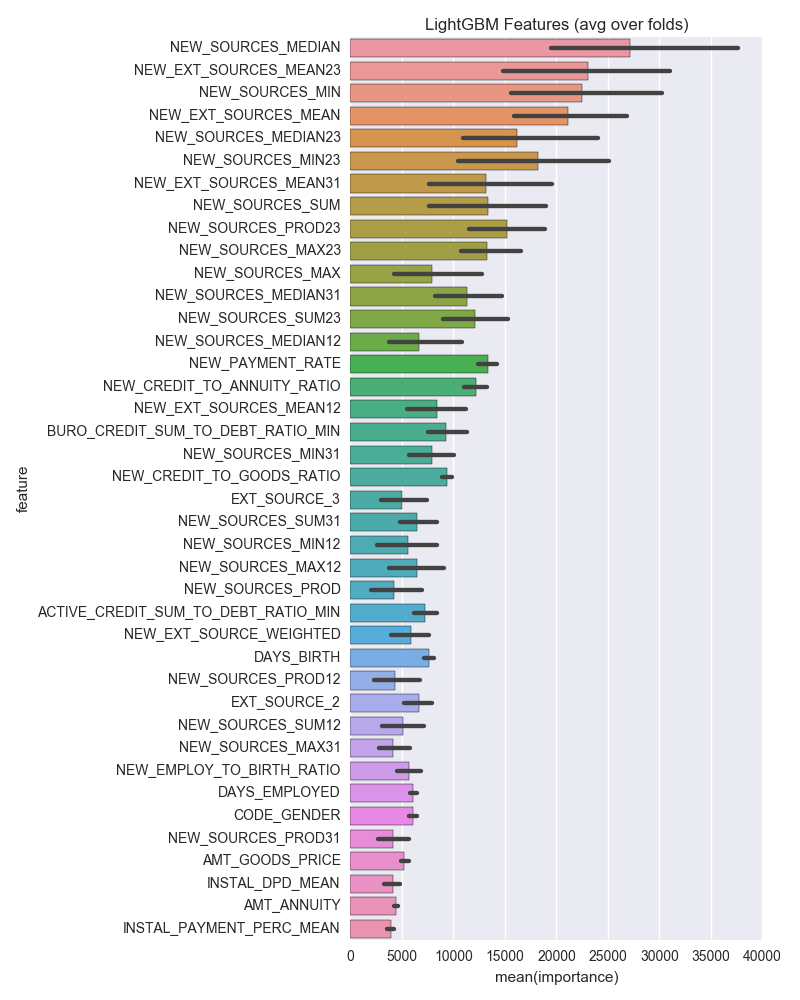 LightGBM Features (avg over folds)
NEW_SOURCES_MEDIAN
NEW_EXT_SOURCES_MEAN23
NEW_SOURCES_MIN
NEW_EXT_SOURCES_MEAN
NEW_SOURCES_MEDIAN23
NEW_SOURCES_MIN23
NEW_EXT_SOURCES_MEAN31
NEW_SOURCES_SUM
NEW_SOURCES_PROD23
NEW_SOURCES_MAX23
NEW_SOURCES_MAX
NEW_SOURCES_MEDIAN31
NEW_SOURCES_SUM23
NEW_SOURCES_MEDIAN12
NEW_PAYMENT_RATE
NEW_CREDIT_TO_ANNUITY_RATIO
NEW_EXT_SOURCES_MEAN12
BURO_CREDIT_SUM_TO_DEBT_RATIO_MIN
NEW_SOURCES_MIN31
NEW_CREDIT_TO_GOODS_RATIO
EXT_SOURCE_3
NEW_SOURCES_SUM31
NEW_SOURCES_MIN12
NEW_SOURCES_MAX12
NEW_SOURCES_PROD
ACTIVE_CREDIT_SUM_TO_DEBT_RATIO_MIN
NEW_EXT_SOURCE_WEIGHTED
DAYS_BIRTH
NEW_SOURCES_PROD12
EXT_SOURCE_2
NEW_SOURCES_SUM12
NEW_SOURCES_MAX31
NEW_EMPLOY_TO_BIRTH_RATIO
DAYS_EMPLOYED
CODE_GENDER
NEW_SOURCES_PROD31
AMT_GOODS_PRICE
INSTAL_DPD_MEAN
AMT_ANNUITY
INSTAL_PAYMENT_PERC_MEAN
feature
0 5000 10000 15000 20000 25000 30000 35000 40000
mean(importance)